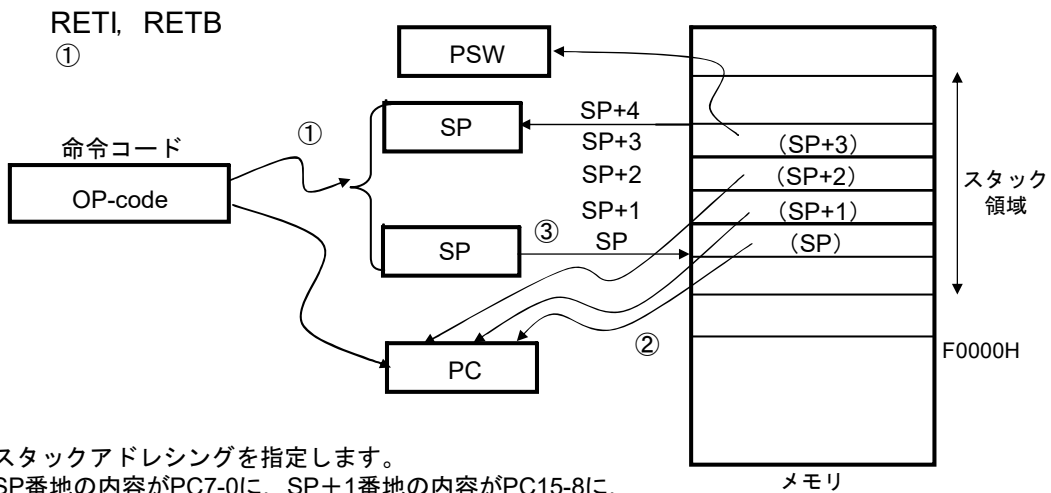 RETI, RETB
①
PSW
SP
SP+4
SP+3
SP+2
SP+1
SP
①
命令コード
OP-code
SP
③
②
PC
(SP+3)
(SP+2)
(SP+1)
(SP)
スタック
領域
F0000H
メモリ
スタックアドレシングを指定します。
SP番地の内容がPC7-0に、SP+1番地の内容がPC15-8に、